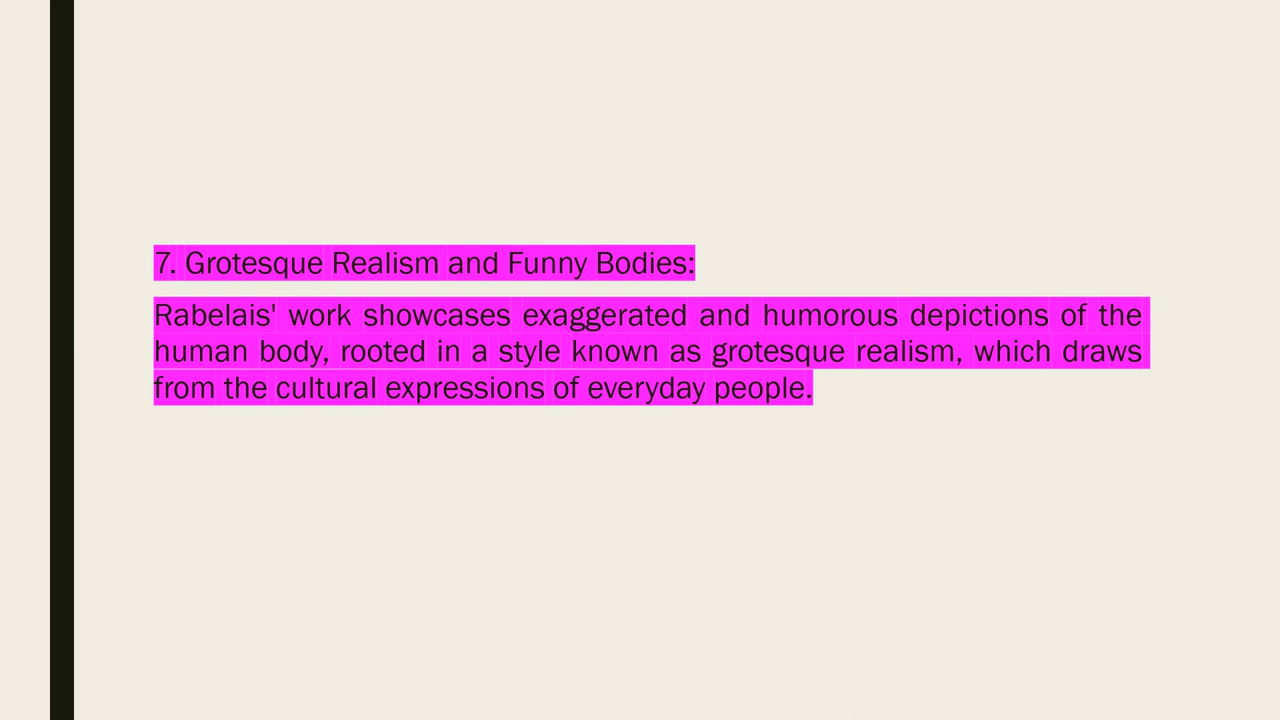 7. Grotesque Realism and Funny Bodies:
Rabelais' work showcases exaggerated and humorous depictions of the
human body, rooted in a style known as grotesque realism, which draws
from the cultural expressions of everyday people.